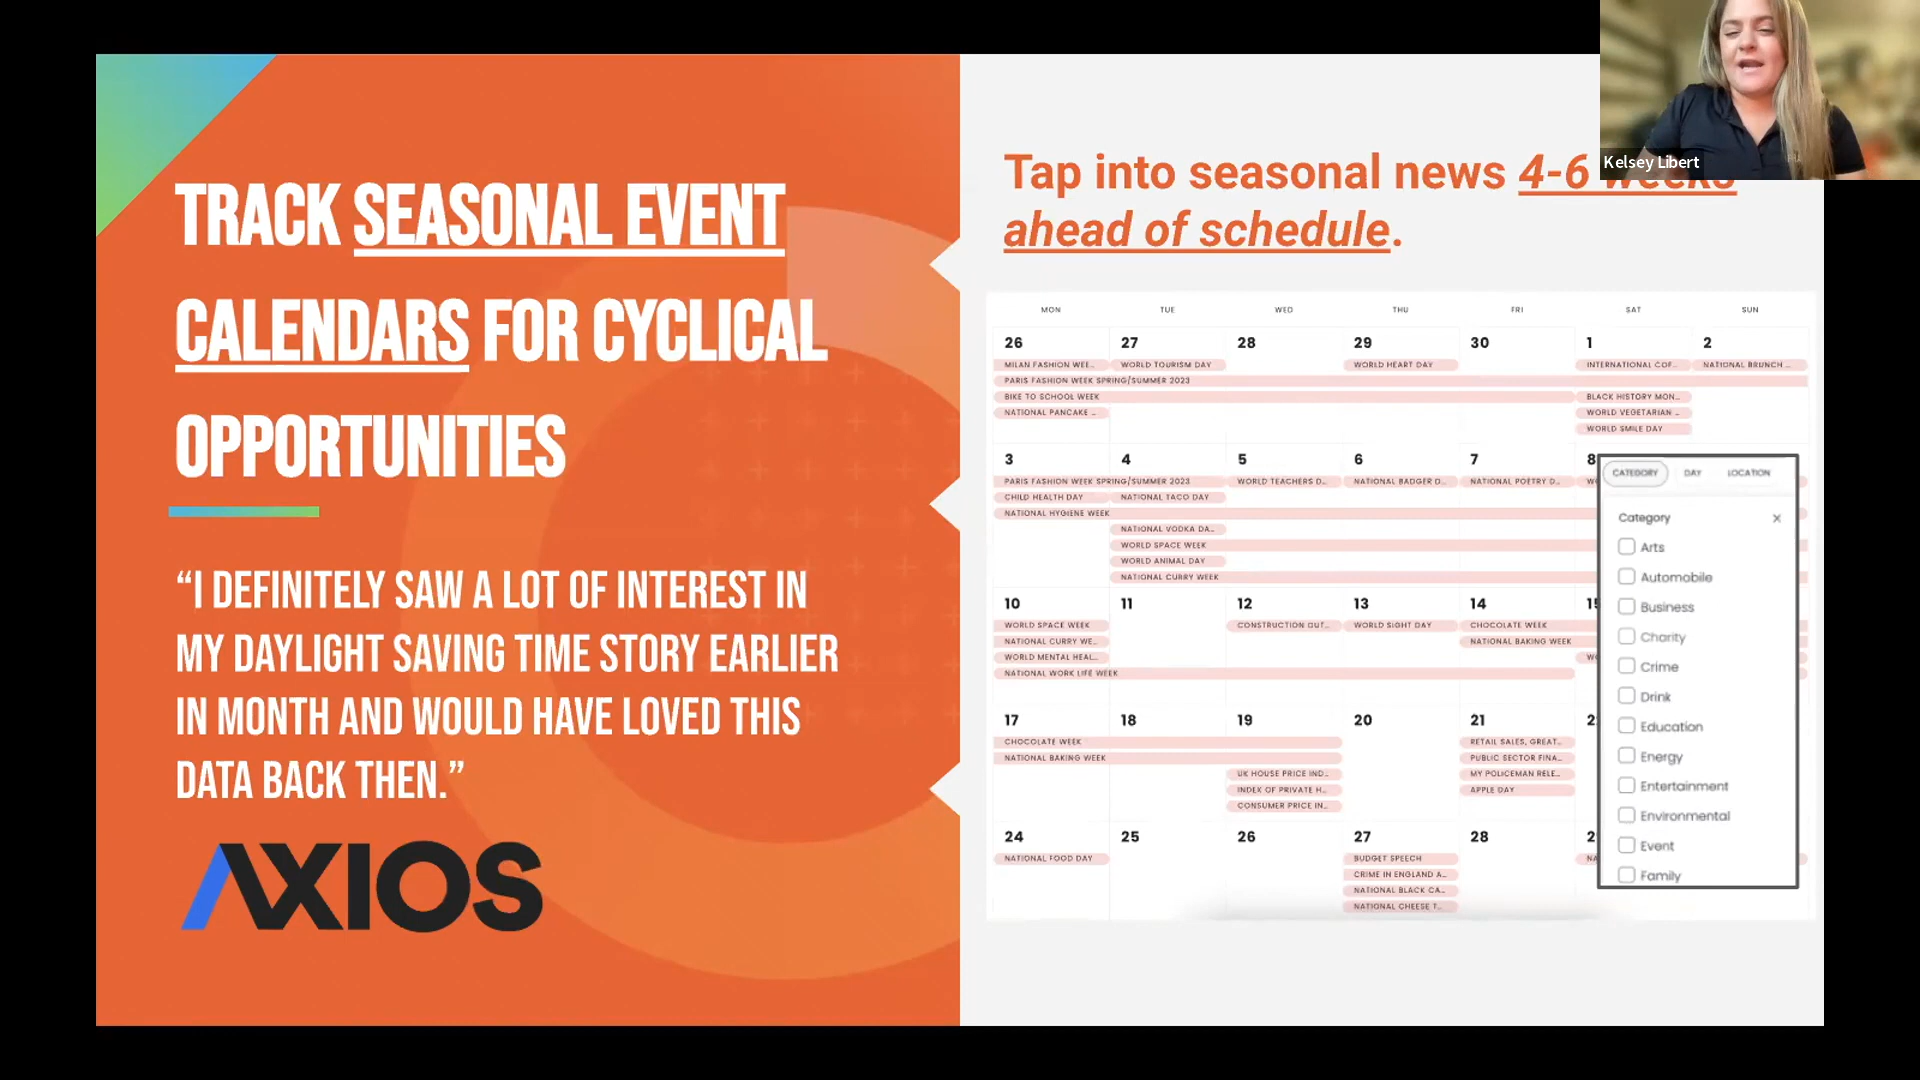 TRACK SEASONAL EVENT
CALENDARS FOR CYCLICAL
OPPORTUNITIES
“I DEFINITELY SAW A LOT OF INTEREST IN
MY DAYLIGHT SAVING TIME STORY EARLIER
IN MONTH AND WOULD HAVE LOVED THIS
DATA BACK THEN.”
AXIOS
Kelsey Libert
Tap into seasonal news 4-6 weeks
ahead of schedule.
MON TUE WED THU FRI SAT SUN
26 27 28 29 30 1 2
MILAN FASHION WEE... WORLD TOURISM DAY WORLD HEART DAY INTERNATIONAL COF... NATIONAL BRUNCH ...
PARIS FASHION WEEK SPRING/SUMMER 2023
BIKE TO SCHOOL WEEK BLACK HISTORY MON...
NATIONAL PANCAKE ... WORLD VEGETARIAN ...
WORLD SMILE DAY
3 4 5 6 7 8
PARIS FASHION WEEK SPRING/SUMMER 2023 WORLD TEACHERS D... NATIONAL BADGER D... NATIONAL POETRY D...
CHILD HEALTH DAY NATIONAL TACO DAY
NATIONAL HYGIENE WEEK
NATIONAL VODKA DA...
WORLD SPACE WEEK
WORLD ANIMAL DAY
NATIONAL CURRY WEEK
10 11 12 13 14
WORLD SPACE WEEK CONSTRUCTION OUT... WORLD SIGHT DAY CHOCOLATE WEEK
NATIONAL CURRY WE... NATIONAL BAKING WEEK
WORLD MENTAL HEAL...
NATIONAL WORK LIFE WEEK
17 18 19 20 21
CHOCOLATE WEEK RETAIL SALES, GREAT...
NATIONAL BAKING WEEK PUBLIC SECTOR FINA...
UK HOUSE PRICE IND... MY POLICEMAN RELE...
INDEX OF PRIVATE H... APPLE DAY
CONSUMER PRICE IN...
24 25 26 27 28
NATIONAL FOOD DAY BUDGET SPEECH
CRIME IN ENGLAND A...
NATIONAL BLACK CA...
NATIONAL CHEESE T...
CATEGORY DAY LOCATION
Category
Arts
Automobile
Business
Charity
Crime
Drink
Education
Energy
Entertainment
Environmental
Event
Family